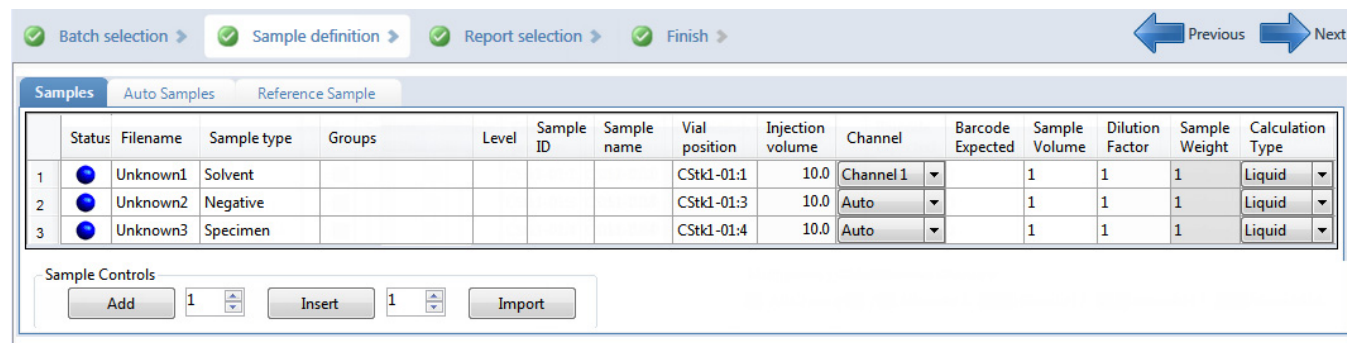 Batch selection Sample definition Report selection Finish Previous Next
Samples Auto Samples Reference Sample
Status Filename Sample type Groups Level Sample ID Sample name Vial position Injection volume Channel Barcode Expected Sample Volume Dilution Factor Sample Weight Calculation Type
1 Unknown1 Solvent CStk1-01:1 10.0 Channel 1 1 1 1 Liquid
2 Unknown2 Negative CStk1-01:3 10.0 Auto 1 1 1 Liquid
3 Unknown3 Specimen CStk1-01:4 10.0 Auto 1 1 1 Liquid
Sample Controls
Add 1 Insert 1 Import